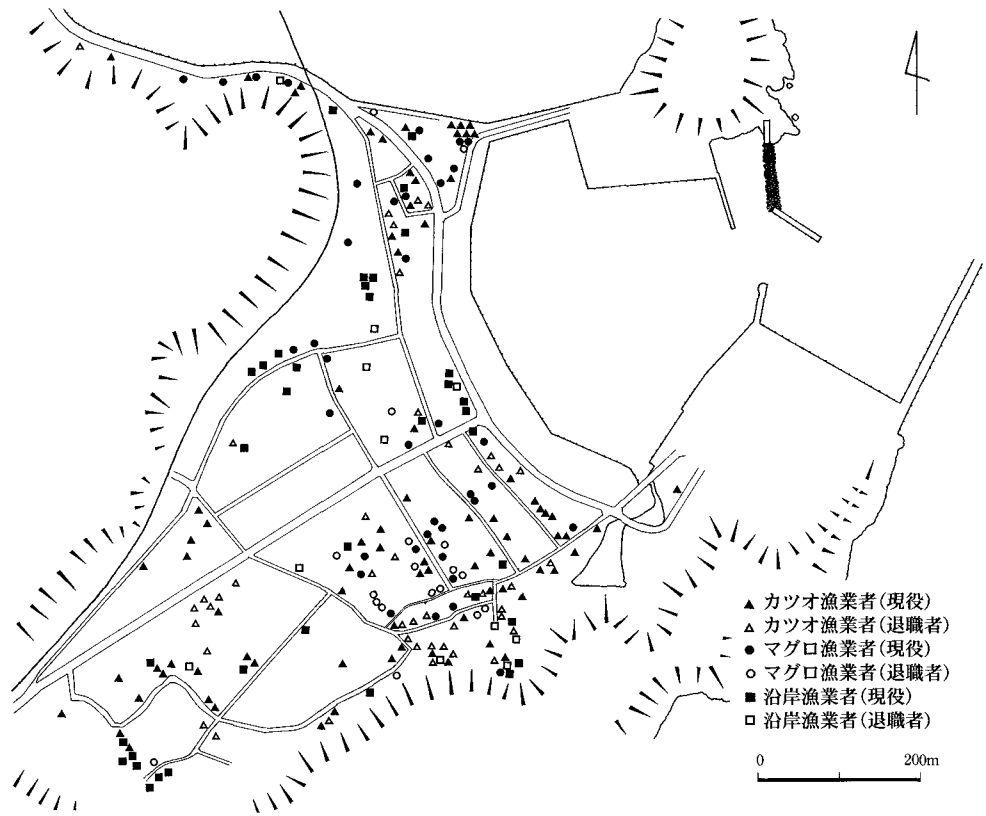 ▲ カツオ漁業者(現役)
△ カツオ漁業者(退職者)
● マグロ漁業者(現役)
○ マグロ漁業者(退職者)
■ 沿岸漁業者(現役)
□ 沿岸漁業者(退職者)
0 200m